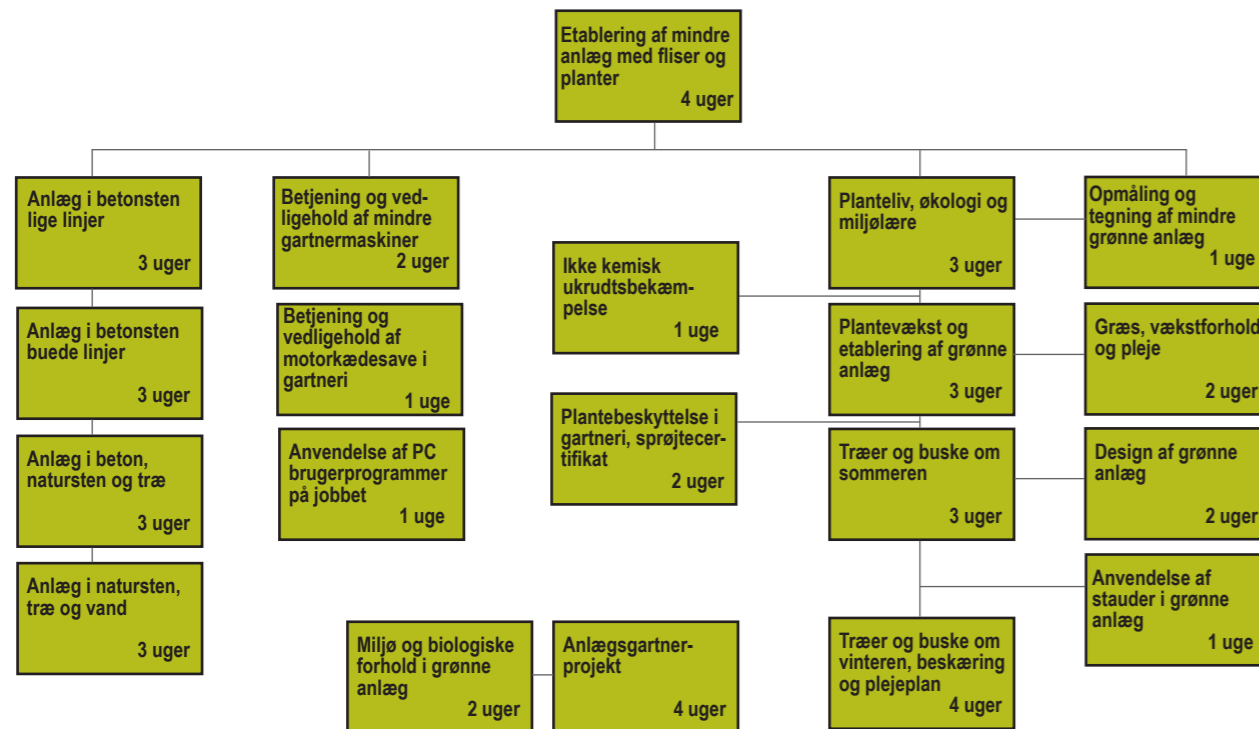 Etablering af mindre
anlæg med fliser og
planter
4 uger
Anlæg i betonsten
lige linjer
3 uger
Betjening og ved-
ligehold af mindre
gartnermaskiner
2 uger
Planteliv, økologi og
miljølære
3 uger
Opmåling og
tegning af mindre
grønne anlæg
1 uge
Ikke kemisk
ukrudtsbekæm-
pelse
1 uge
Anlæg i betonsten
buede linjer
3 uger
Betjening og
vedligehold af
motorkædesave i
gartneri
1 uge
Plantevækst og
etablering af grønne
anlæg
3 uger
Græs, vækstforhold
og pleje
2 uger
Plantebeskyttelse i
gartneri, sprøjtecer-
tifikat
2 uger
Anlæg i beton,
natursten og træ
3 uger
Anvendelse af PC
brugerprogrammer
på jobbet
1 uge
Træer og buske om
sommeren
3 uger
Design af grønne
anlæg
2 uger
Anlæg i natursten,
træ og vand
3 uger
Anvendelse af
stauder i grønne
anlæg
1 uge
Miljø og biologiske
forhold i grønne
anlæg
2 uger
Anlægsgartner-
projekt
4 uger
Træer og buske om
vinteren, beskæring
og plejeplan
4 uger